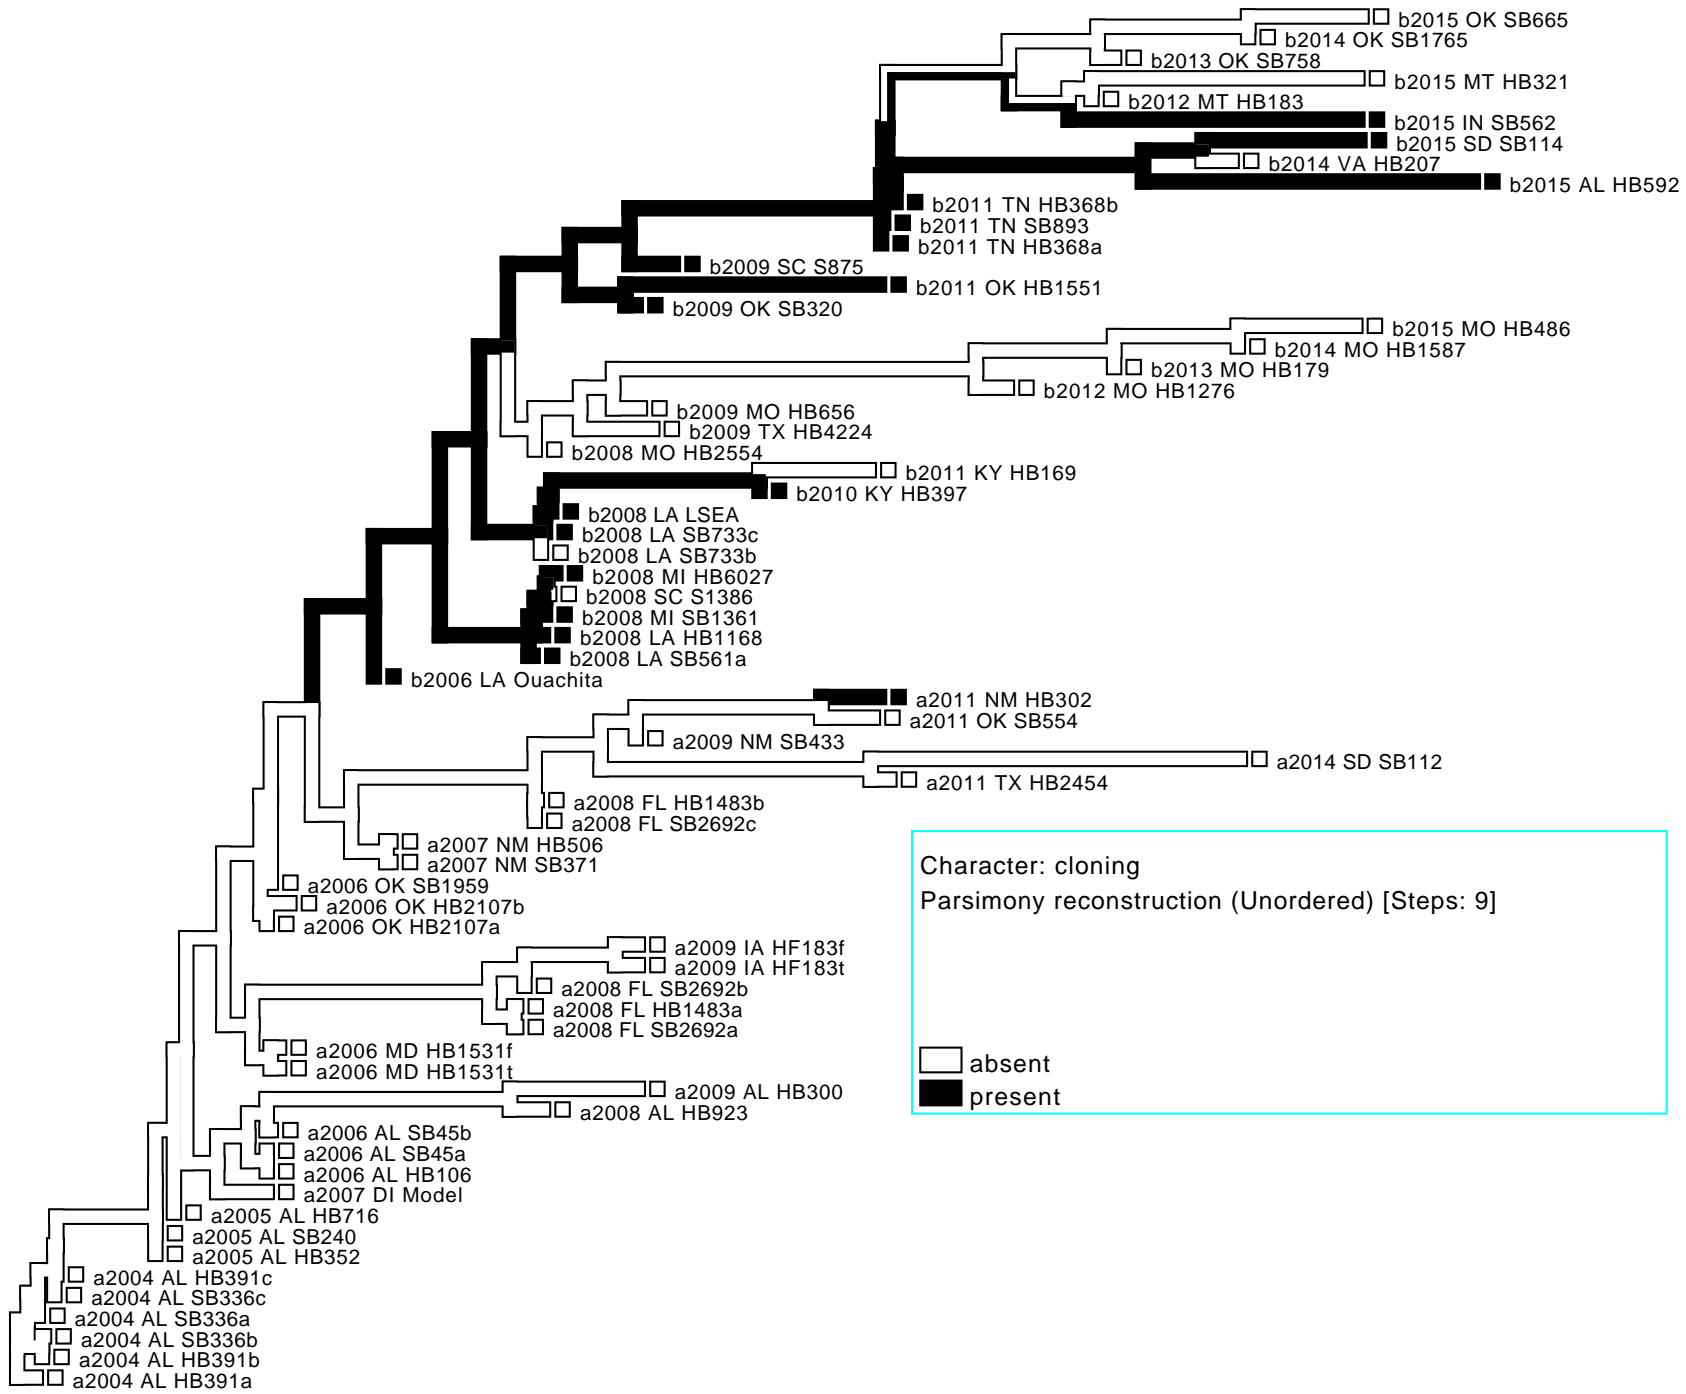 b2015 OK SB665
b2014 OK SB1765
b2013 OK SB758
b2015 MT HB321
b2012 MT HB183
b2015 IN SB562
b2015 SD SB114
b2014 VA HB207
b2015 AL HB592
b2011 TN HB368b
b2011 TN SB893
b2011 TN HB368a
b2009 SC S875
b2011 OK HB1551
b2009 OK SB320
b2015 MO HB486
b2014 MO HB1587
b2013 MO HB179
b2012 MO HB1276
b2009 MO HB656
b2009 TX HB4224
b2008 MO HB2554
b2011 KY HB169
b2010 KY HB397
b2008 LA LSEA
b2008 LA SB733c
b2008 LA SB733b
b2008 MI HB6027
b2008 SC S1386
b2008 MI SB1361
b2008 LA HB1168
b2008 LA SB561a
b2006 LA Ouachita
a2011 NM HB302
a2011 OK SB554
a2009 NM SB433
a2014 SD SB112
a2011 TX HB2454
a2008 FL HB1483b
a2008 FL SB2692c
a2007 NM HB506
a2007 NM SB371
a2006 OK SB1959
a2006 OK HB2107b
a2006 OK HB2107a
a2009 IA HF183f
a2009 IA HF183t
a2008 FL SB2692b
a2008 FL HB1483a
a2008 FL SB2692a
a2006 MD HB1531f
a2006 MD HB1531t
a2009 AL HB300
a2008 AL HB923
a2006 AL SB45b
a2006 AL SB45a
a2006 AL HB106
a2007 DI Model
a2005 AL HB716
a2005 AL SB240
a2005 AL HB352
a2004 AL HB391c
a2004 AL SB336c
a2004 AL SB336a
a2004 AL SB336b
a2004 AL HB391b
a2004 AL HB391a
Character: cloning
Parsimony reconstruction (Unordered) [Steps: 9]
absent
present